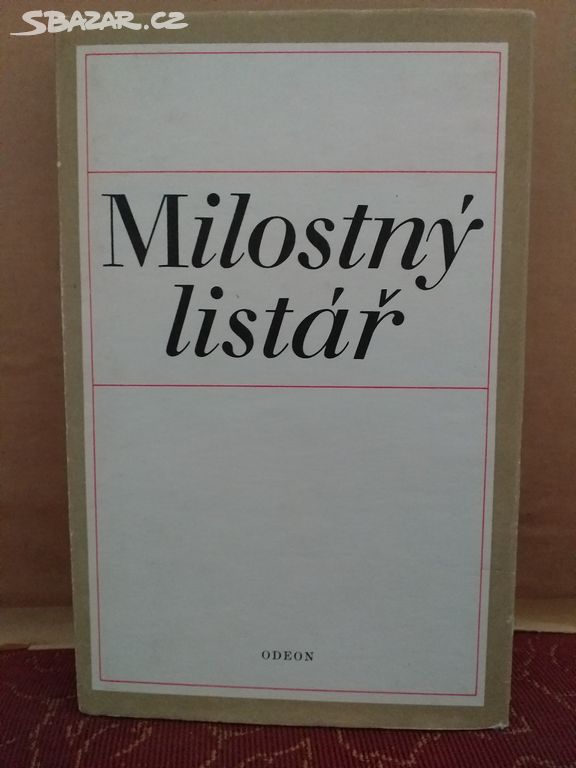 SBAZAR.CZ
Milostný
listář
ODEON